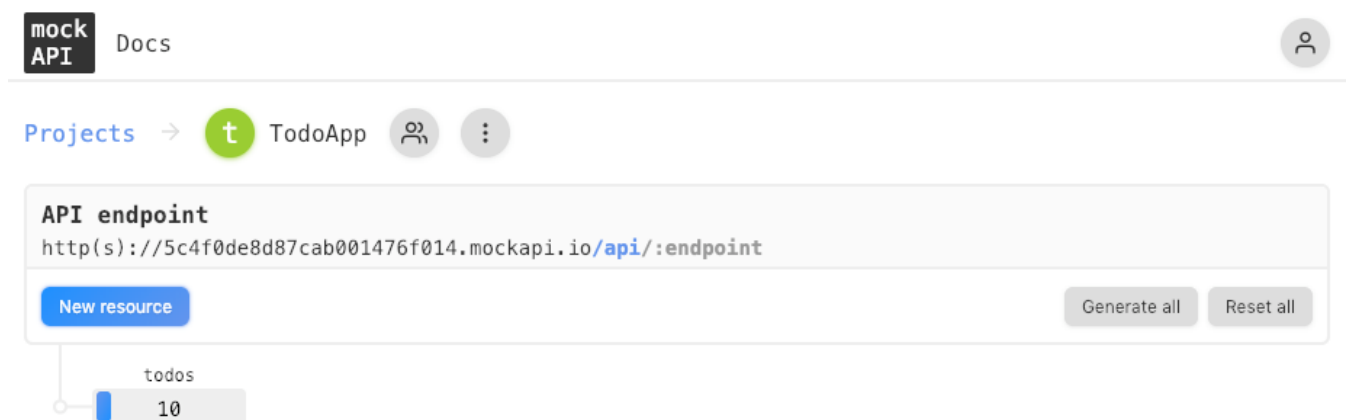 mock
API
Docs
Projects → t TodoApp
API endpoint
http(s)://5c4f0de8d87cab001476f014.mockapi.io/api/:endpoint
New resource
Generate all
Reset all
todos
10